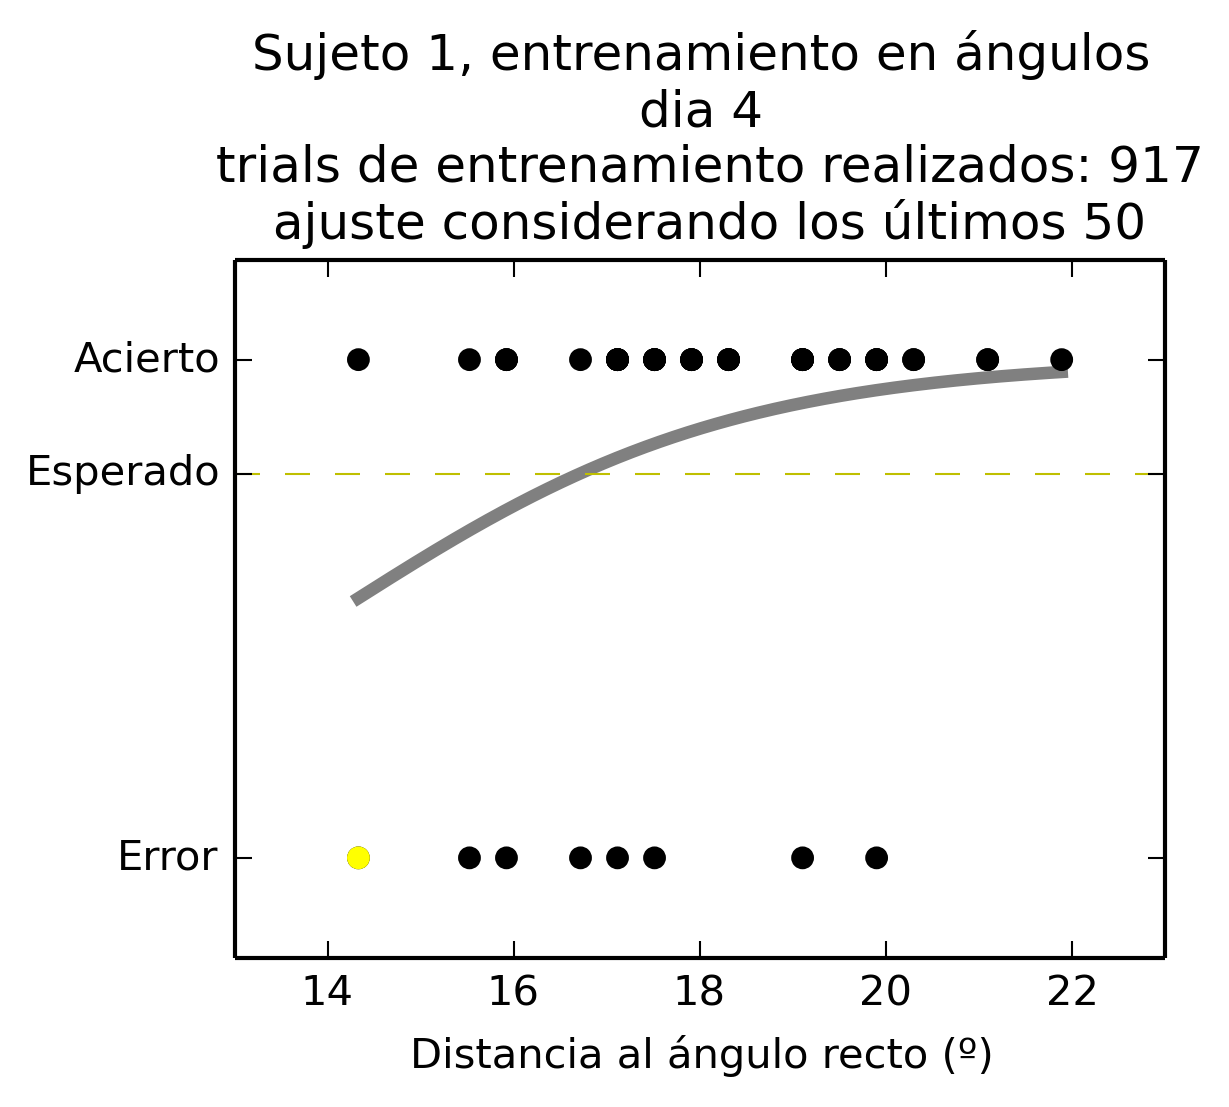 Sujeto 1, entrenamiento en ángulos
dia 4
trials de entrenamiento realizados: 917
ajuste considerando los últimos 50
Acierto
Esperado
Error
14 16 18 20 22
Distancia al ángulo recto (º)